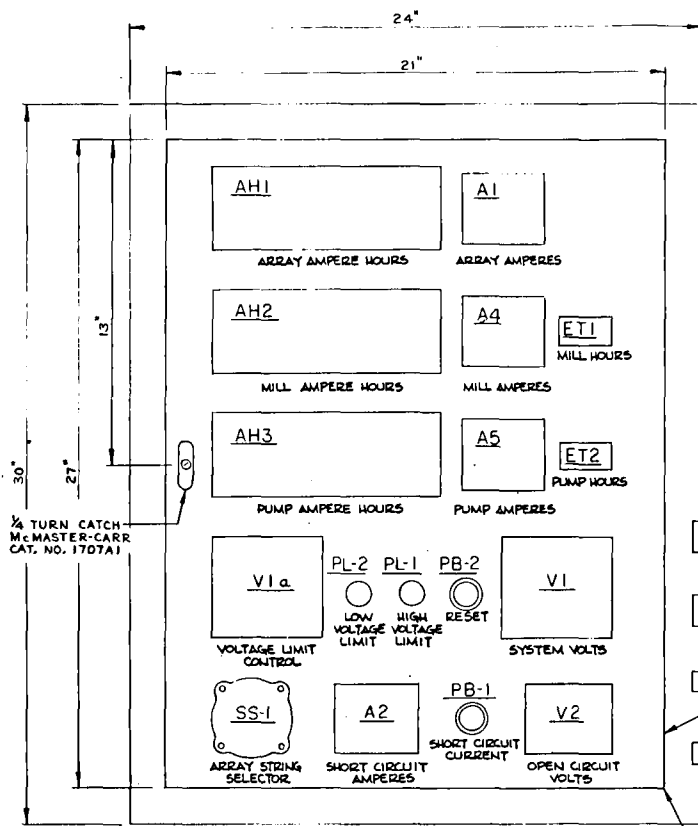 24"
21"
AH1
A1
ARRAY AMPERE HOURS
ARRAY AMPERES
13"
AH2
A4
ET1
MILL HOURS
MILL AMPERE HOURS
MILL AMPERES
AH3
A5
ET2
PUMP HOURS
30"
27"
PUMP AMPERE HOURS
PUMP AMPERES
¼ TURN CATCH
McMASTER-CARR
CAT. NO. 1707A1
V1a
PL-2
PL-1
PB-2
V1
LOW VOLTAGE LIMIT
HIGH VOLTAGE LIMIT
RESET
VOLTAGE LIMIT CONTROL
SYSTEM VOLTS
SS-1
A2
PB-1
V2
ARRAY STRING SELECTOR
SHORT CIRCUIT AMPERES
SHORT CIRCUIT CURRENT
OPEN CIRCUIT VOLTS